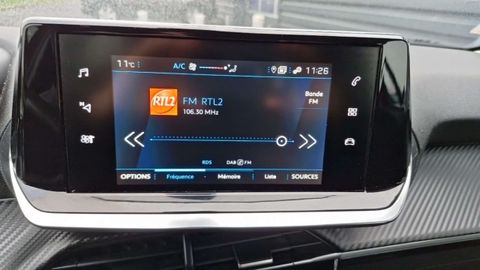 11°C A/C 11:26
RTL2
FM RTL2
106.30 MHz
Bande
FM
RDS DAB FM
OPTIONS Fréquence Mémoire Liste SOURCES